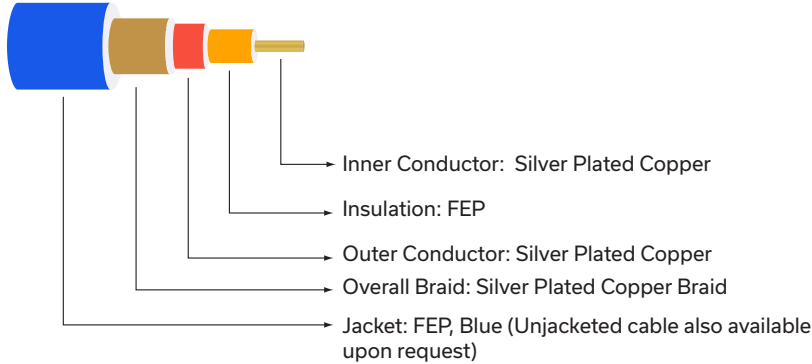 Inner Conductor:  Silver Plated Copper
Insulation: FEP
Outer Conductor: Silver Plated Copper
Overall Braid: Silver Plated Copper Braid
Jacket: FEP, Blue (Unjacketed cable also available
upon request)